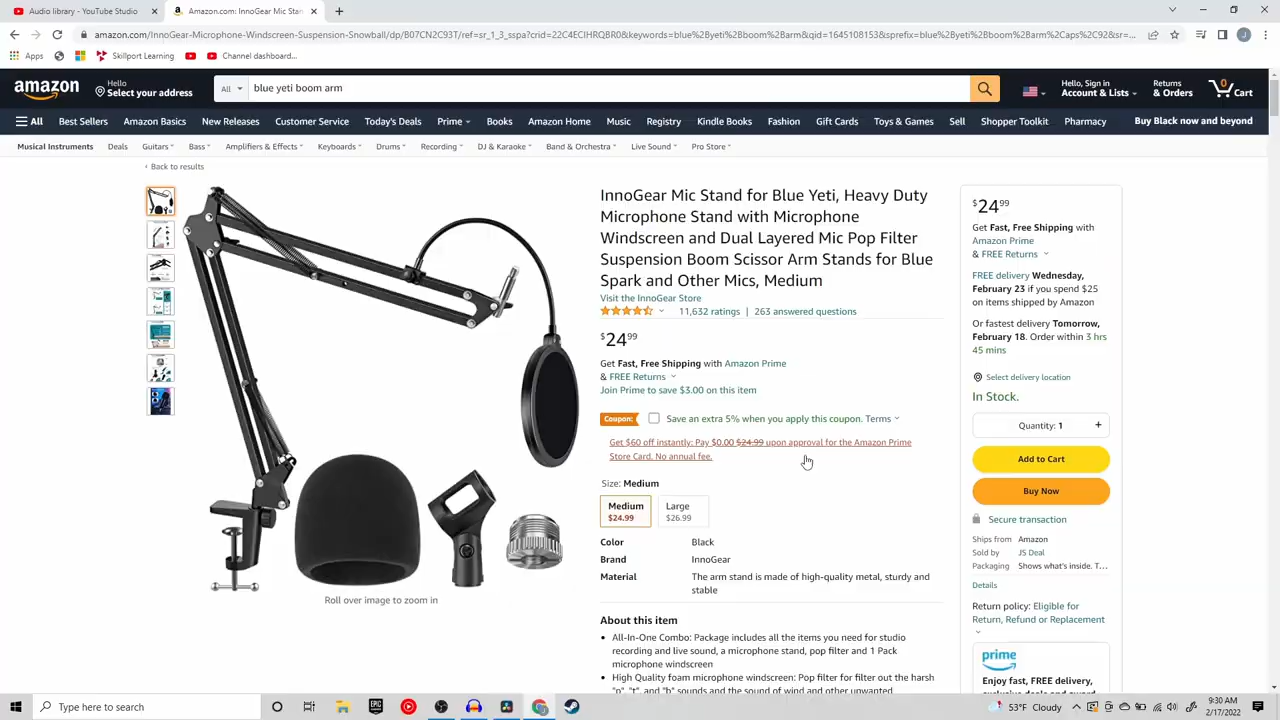 Audio library - YouTube Studio
Amazon.com: InnoGear Mic Stan
amazon.com/InnoGear-Microphone-Windscreen-Suspension-Snowball/dp/B07CN2C93T/ref=sr_1_3_sspa?crid=22C4ECIHRQBR0&keywords=blue%2Byeti%2Bboom%2Barm&qid=1645108153&sprefix=blue%2Byeti%2Bboom%2Barm%2Caps%2C92&sr=...
Apps
Skillport Learning
Channel dashboard...
amazon
Hello
Select your address
All
blue yeti boom arm
Hello, Sign in
Account & Lists
Returns
& Orders
0
Cart
All
Best Sellers
Amazon Basics
New Releases
Customer Service
Today's Deals
Prime
Books
Amazon Home
Music
Registry
Kindle Books
Fashion
Gift Cards
Toys & Games
Sell
Shopper Toolkit
Pharmacy
Buy Black now and beyond
Musical Instruments
Deals
Guitars
Bass
Amplifiers & Effects
Keyboards
Drums
Recording
DJ & Karaoke
Band & Orchestra
Live Sound
Pro Store
‹ Back to results
Roll over image to zoom in
InnoGear Mic Stand for Blue Yeti, Heavy Duty
Microphone Stand with Microphone
Windscreen and Dual Layered Mic Pop Filter
Suspension Boom Scissor Arm Stands for Blue
Spark and Other Mics, Medium
Visit the InnoGear Store
11,632 ratings | 263 answered questions
$24 99
Get Fast, Free Shipping with Amazon Prime
& FREE Returns
Join Prime to save $3.00 on this item
Coupon: Save an extra 5% when you apply this coupon. Terms
Get $60 off instantly: Pay $0.00 $24.99 upon approval for the Amazon Prime
Store Card. No annual fee.
Size: Medium
Medium
$24.99
Large
$26.99
Color Black
Brand InnoGear
Material The arm stand is made of high-quality metal, sturdy and
stable
About this item
• All-In-One Combo: Package includes all the items you need for studio
recording and live sound, a microphone stand, pop filter and 1 Pack
microphone windscreen
• High Quality foam microphone windscreen: Pop filter for filter out the harsh
"p", "t", and "b" sounds and the sound of wind and other unwanted
$24 99
Get Fast, Free Shipping with
Amazon Prime
& FREE Returns
FREE delivery Wednesday,
February 23 if you spend $25
on items shipped by Amazon
Or fastest delivery Tomorrow,
February 18. Order within 3 hrs
45 mins
Select delivery location
In Stock.
Quantity: 1 +
Add to Cart
Buy Now
Secure transaction
Ships from Amazon
Sold by JS Deal
Packaging Shows what's inside. T...
Details
Return policy: Eligible for
Return, Refund or Replacement
prime
Enjoy fast, FREE delivery,
Type here to search
EPIC
GAMES
53°F Cloudy
9:30 AM
2/17/2022